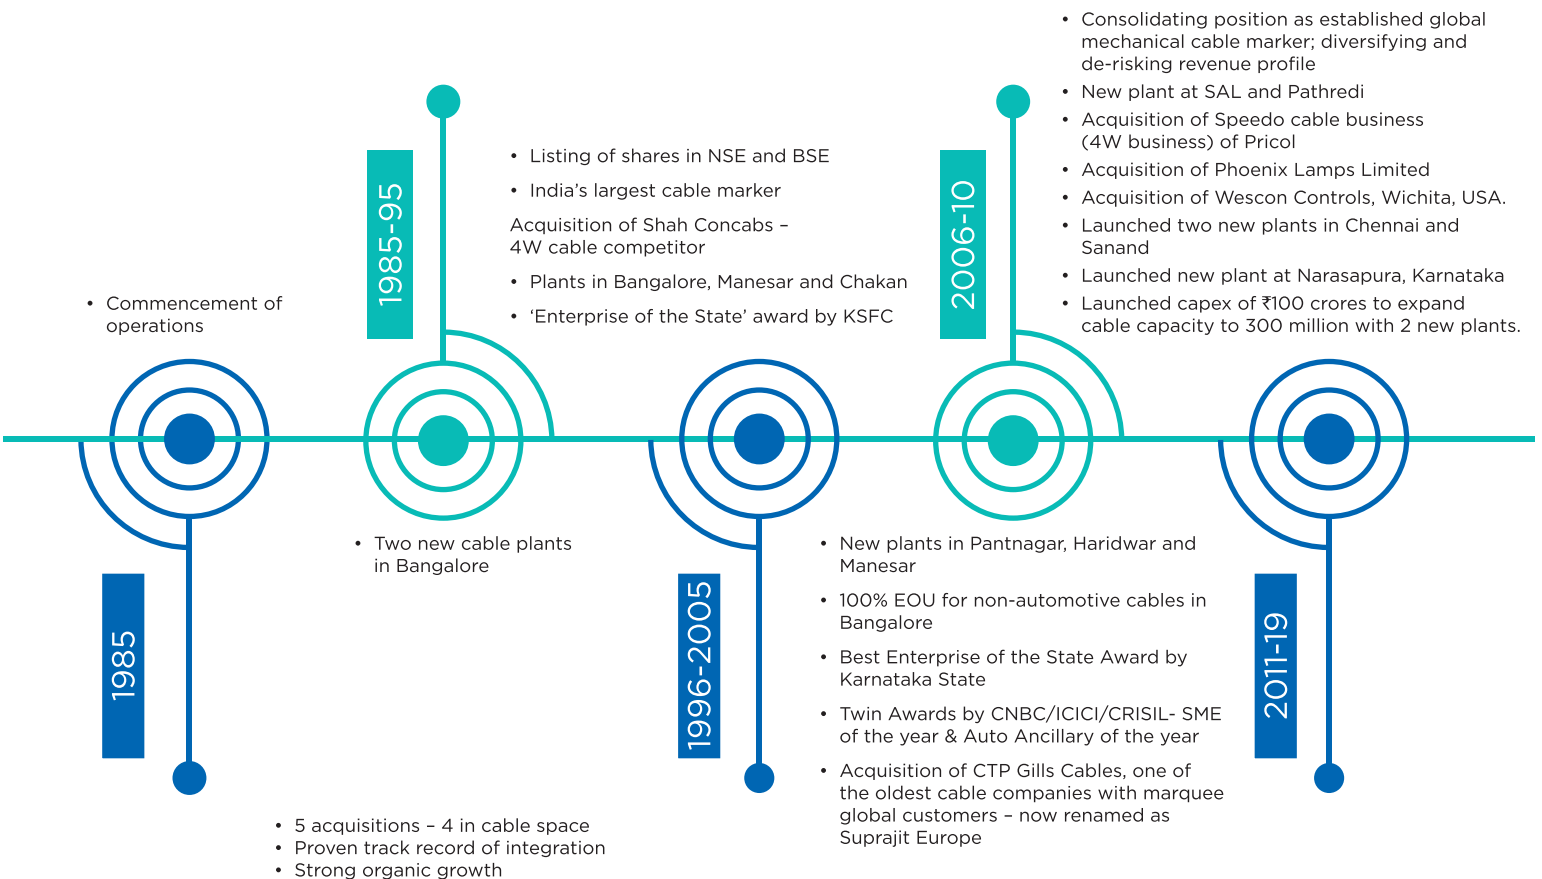 • Commencement of
operations
1985
1985-95
• Two new cable plants
in Bangalore
• Listing of shares in NSE and BSE
• India’s largest cable marker
Acquisition of Shah Concabs –
4W cable competitor
• Plants in Bangalore, Manesar and Chakan
• ‘Enterprise of the State’ award by KSFC
1996-2005
2006-10
• New plants in Pantnagar, Haridwar and
Manesar
• 100% EOU for non-automotive cables in
Bangalore
• Best Enterprise of the State Award by
Karnataka State
• Twin Awards by CNBC/ICICI/CRISIL- SME
of the year & Auto Ancillary of the year
• Acquisition of CTP Gills Cables, one of
the oldest cable companies with marquee
global customers – now renamed as
Suprajit Europe
• Consolidating position as established global
mechanical cable marker; diversifying and
de-risking revenue profile
• New plant at SAL and Pathredi
• Acquisition of Speedo cable business
(4W business) of Pricol
• Acquisition of Phoenix Lamps Limited
• Acquisition of Wescon Controls, Wichita, USA.
• Launched two new plants in Chennai and
Sanand
• Launched new plant at Narasapura, Karnataka
• Launched capex of ₹100 crores to expand
cable capacity to 300 million with 2 new plants.
2011-19
• 5 acquisitions – 4 in cable space
• Proven track record of integration
• Strong organic growth